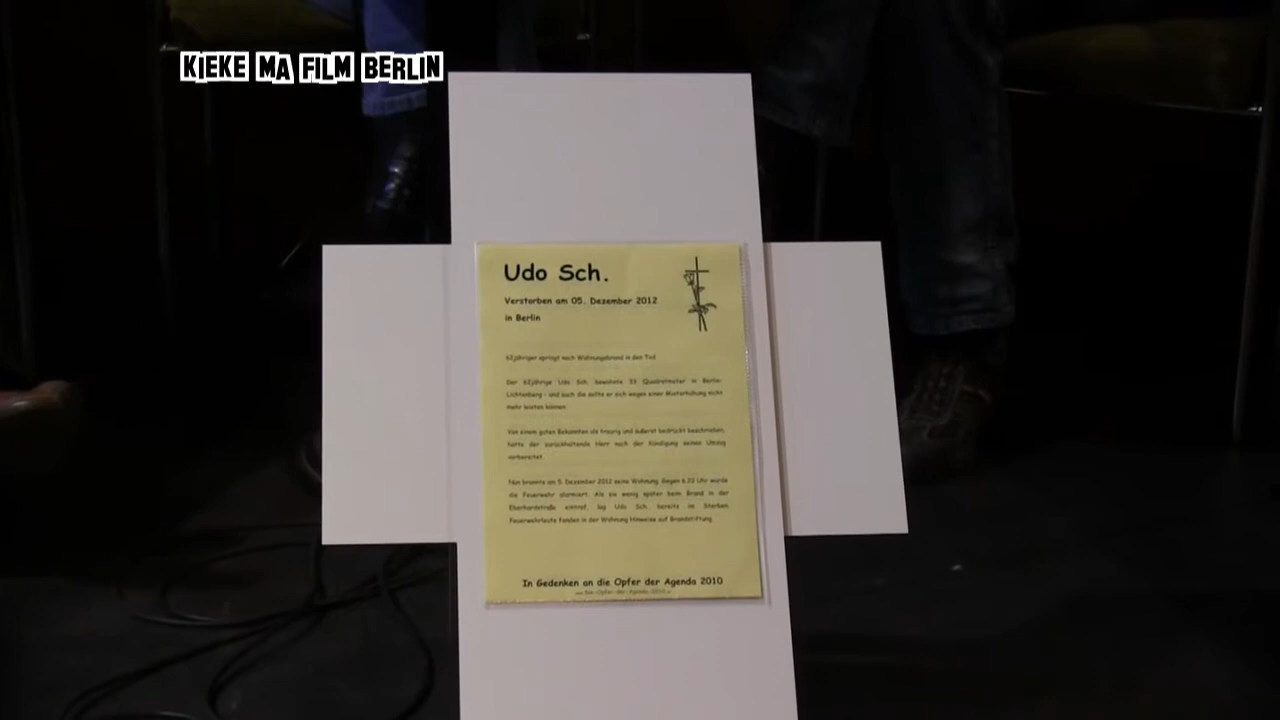 KIEKE MA FILM BERLIN
Udo Sch.
Verstorben am 05. Dezember 2012
in Berlin
62jähriger springt nach Wohnungsbrand in den Tod
Der 62jährige Udo Sch. bewohnte 33 Quadratmeter in Berlin-
Lichtenberg - und auch die sollte er sich wegen einer Mieterhöhung nicht
mehr leisten können
Von einem guten Bekannten als traurig und äußerst bedrückt beschrieben,
hatte der zurückhaltende Herr nach der Kündigung seinen Umzug
vorbereitet
Nun brannte am 5. Dezember 2012 seine Wohnung. Gegen 6.22 Uhr wurde
die Feuerwehr alarmiert. Als sie wenig später beim Brand in der
Eberhardstraße eintraf, lag Udo Sch. bereits im Sterben.
Feuerwehrleute fanden in der Wohnung Hinweise auf Brandstiftung.
In Gedenken an die Opfer der Agenda 2010